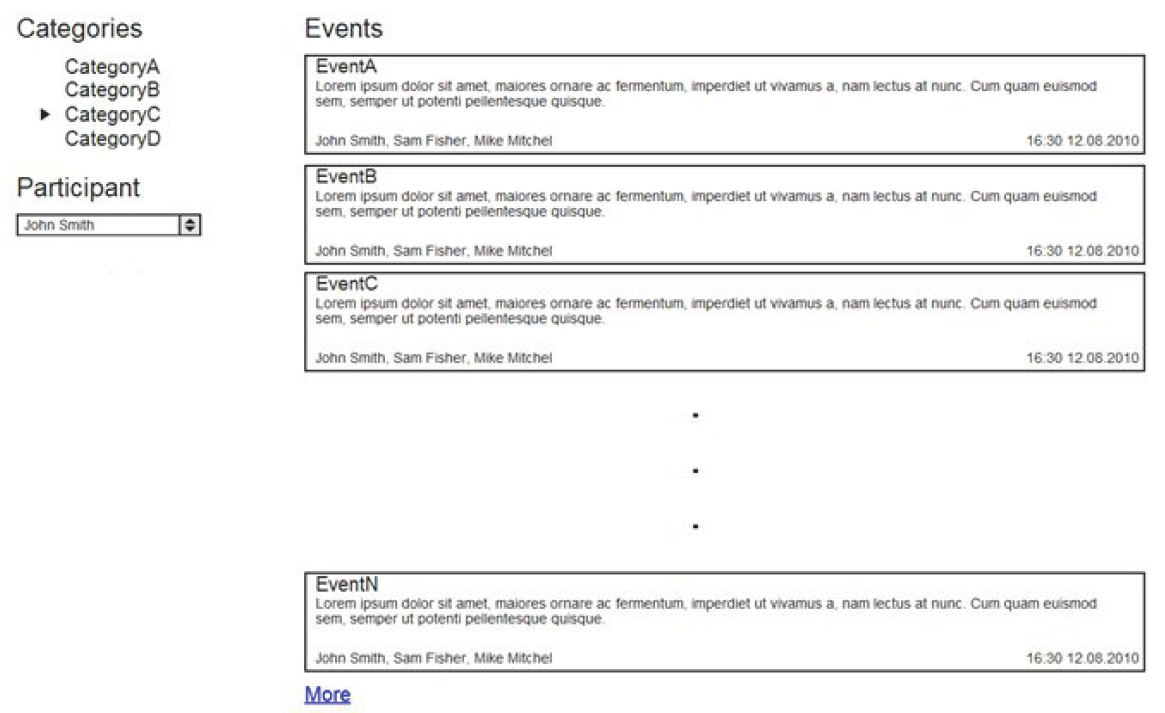 Categories
CategoryA
CategoryB
CategoryC
CategoryD
Participant
John Smith
Events
EventA
Lorem ipsum dolor sit amet, maiores ornare ac fermentum, imperdiet ut vivamus a, nam lectus at nunc. Cum quam euismod
sem, semper ut potenti pellentesque quisque.
John Smith, Sam Fisher, Mike Mitchel 16:30 12.08.2010
EventB
Lorem ipsum dolor sit amet, maiores ornare ac fermentum, imperdiet ut vivamus a, nam lectus at nunc. Cum quam euismod
sem, semper ut potenti pellentesque quisque.
John Smith, Sam Fisher, Mike Mitchel 16:30 12.08.2010
EventC
Lorem ipsum dolor sit amet, maiores ornare ac fermentum, imperdiet ut vivamus a, nam lectus at nunc. Cum quam euismod
sem, semper ut potenti pellentesque quisque.
John Smith, Sam Fisher, Mike Mitchel 16:30 12.08.2010
EventN
Lorem ipsum dolor sit amet, maiores ornare ac fermentum, imperdiet ut vivamus a, nam lectus at nunc. Cum quam euismod
sem, semper ut potenti pellentesque quisque.
John Smith, Sam Fisher, Mike Mitchel 16:30 12.08.2010
More